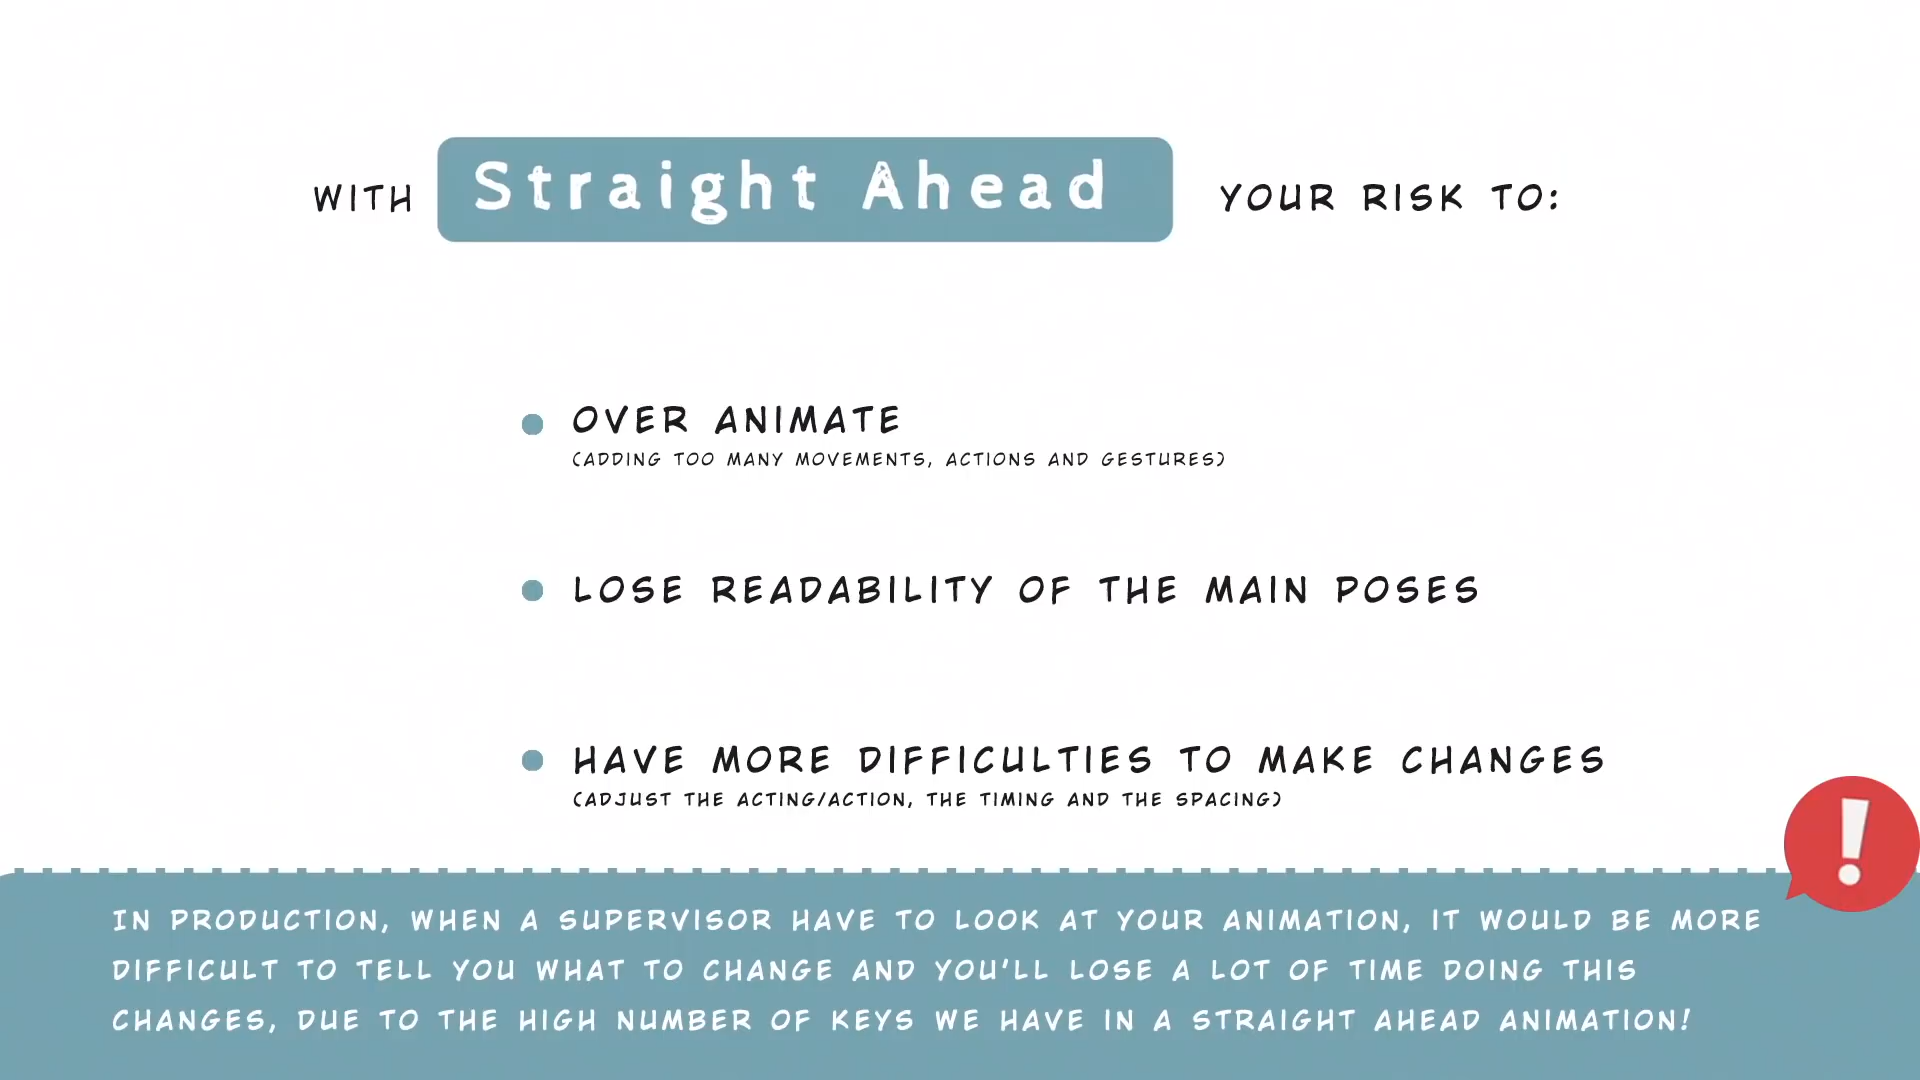 WITH Straight Ahead YOUR RISK TO:
OVER ANIMATE
(ADDING TOO MANY MOVEMENTS, ACTIONS AND GESTURES)
LOSE READABILITY OF THE MAIN POSES
HAVE MORE DIFFICULTIES TO MAKE CHANGES
(ADJUST THE ACTING/ACTION, THE TIMING AND THE SPACING)
IN PRODUCTION, WHEN A SUPERVISOR HAVE TO LOOK AT YOUR ANIMATION, IT WOULD BE MORE
DIFFICULT TO TELL YOU WHAT TO CHANGE AND YOU'LL LOSE A LOT OF TIME DOING THIS
CHANGES, DUE TO THE HIGH NUMBER OF KEYS WE HAVE IN A STRAIGHT AHEAD ANIMATION!